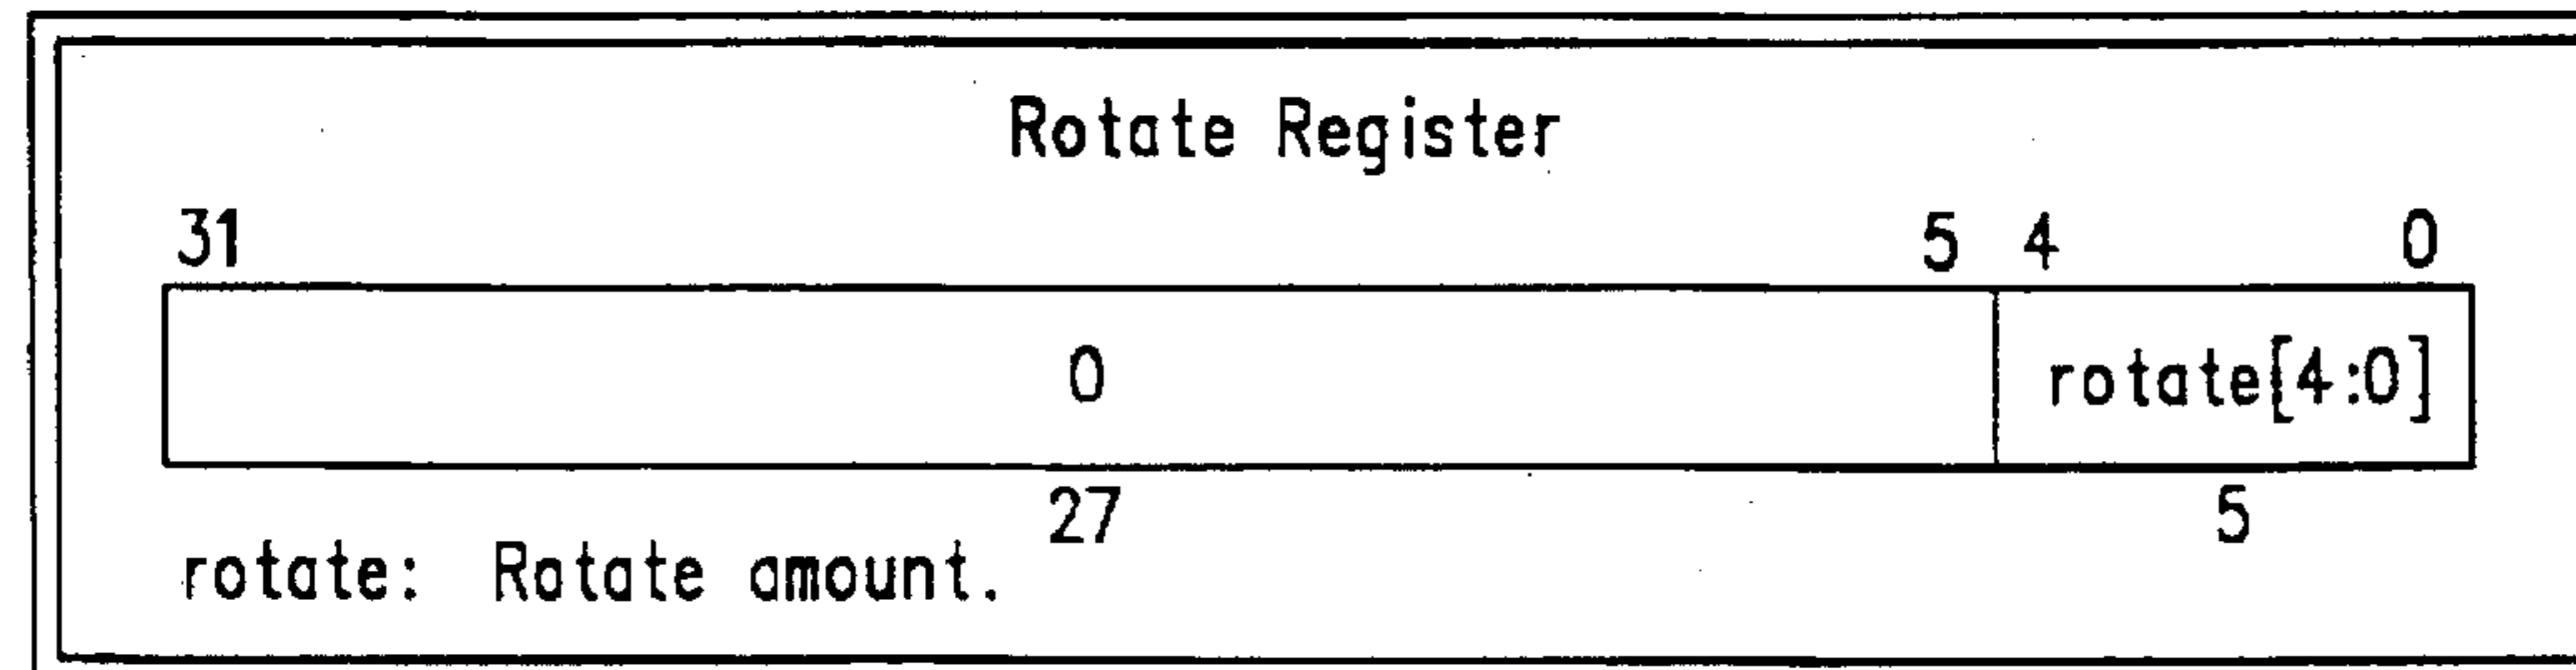 Rotate Register
31 5 4 0
0 rotate[4:0]
27 5
rotate: Rotate amount.